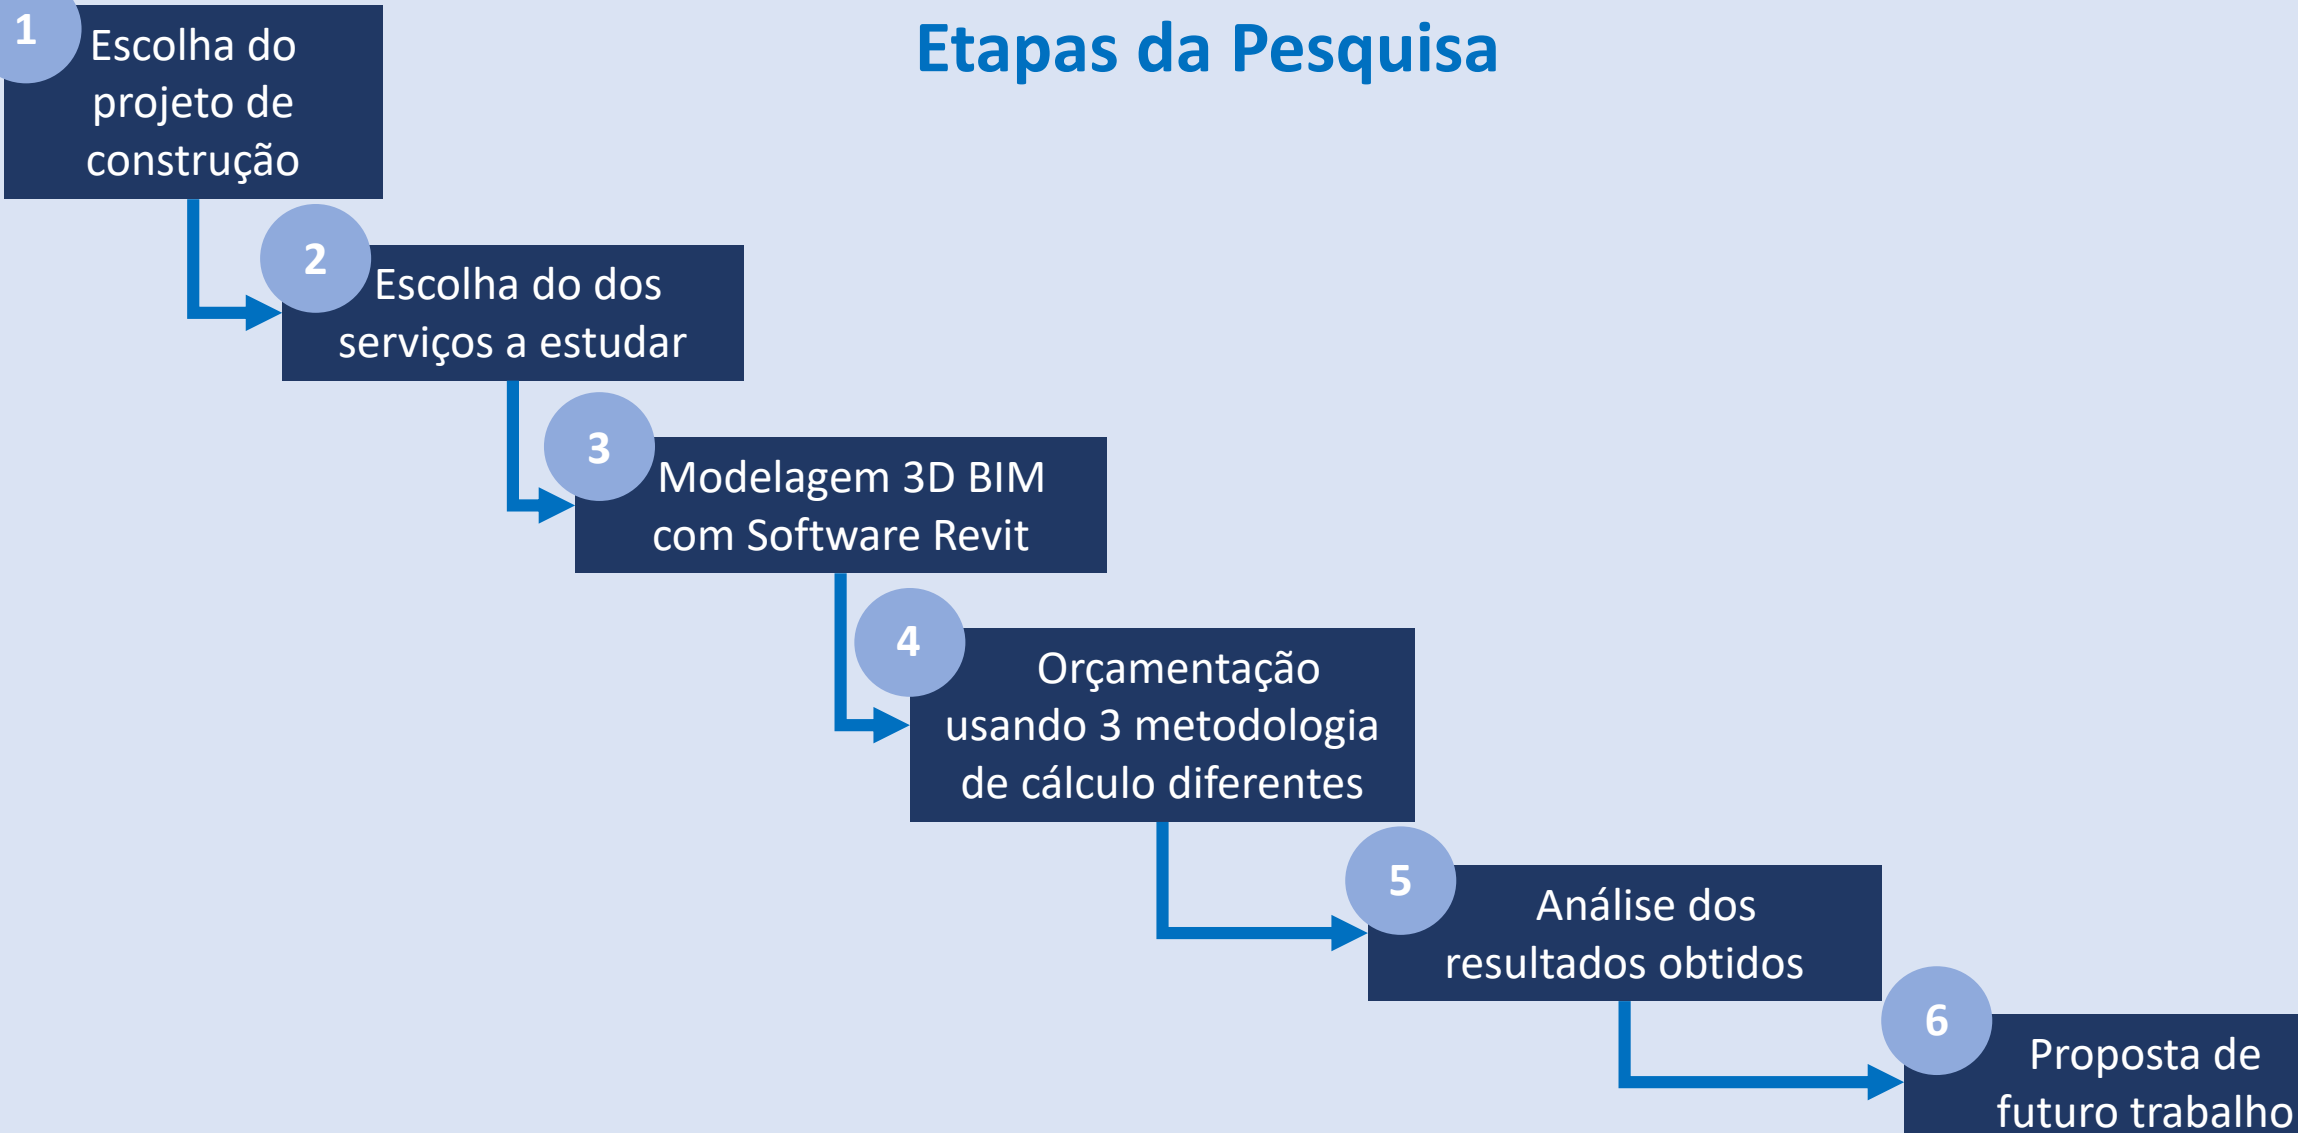 Etapas da Pesquisa
1
Escolha do
projeto de
construção
2
Escolha do dos
serviços a estudar
3
Modelagem 3D BIM
com Software Revit
4
Orçamentação
usando 3 metodologia
de cálculo diferentes
5
Análise dos
resultados obtidos
6
Proposta de
futuro trabalho